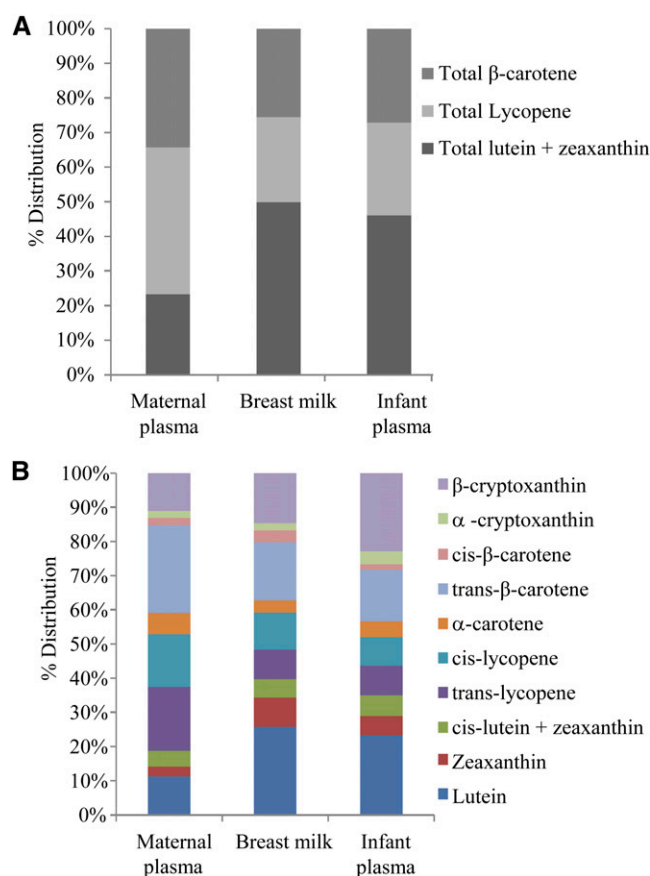 A
100%
90%
80%
70%
60%
50%
40%
30%
20%
10%
0%
% Distribution
Maternal plasma
Breast milk
Infant plasma
Total β-carotene
Total Lycopene
Total lutein + zeaxanthin
B
100%
90%
80%
70%
60%
50%
40%
30%
20%
10%
0%
% Distribution
Maternal plasma
Breast milk
Infant plasma
β-cryptoxanthin
α -cryptoxanthin
cis-β-carotene
trans-β-carotene
α-carotene
cis-lycopene
trans-lycopene
cis-lutein + zeaxanthin
Zeaxanthin
Lutein